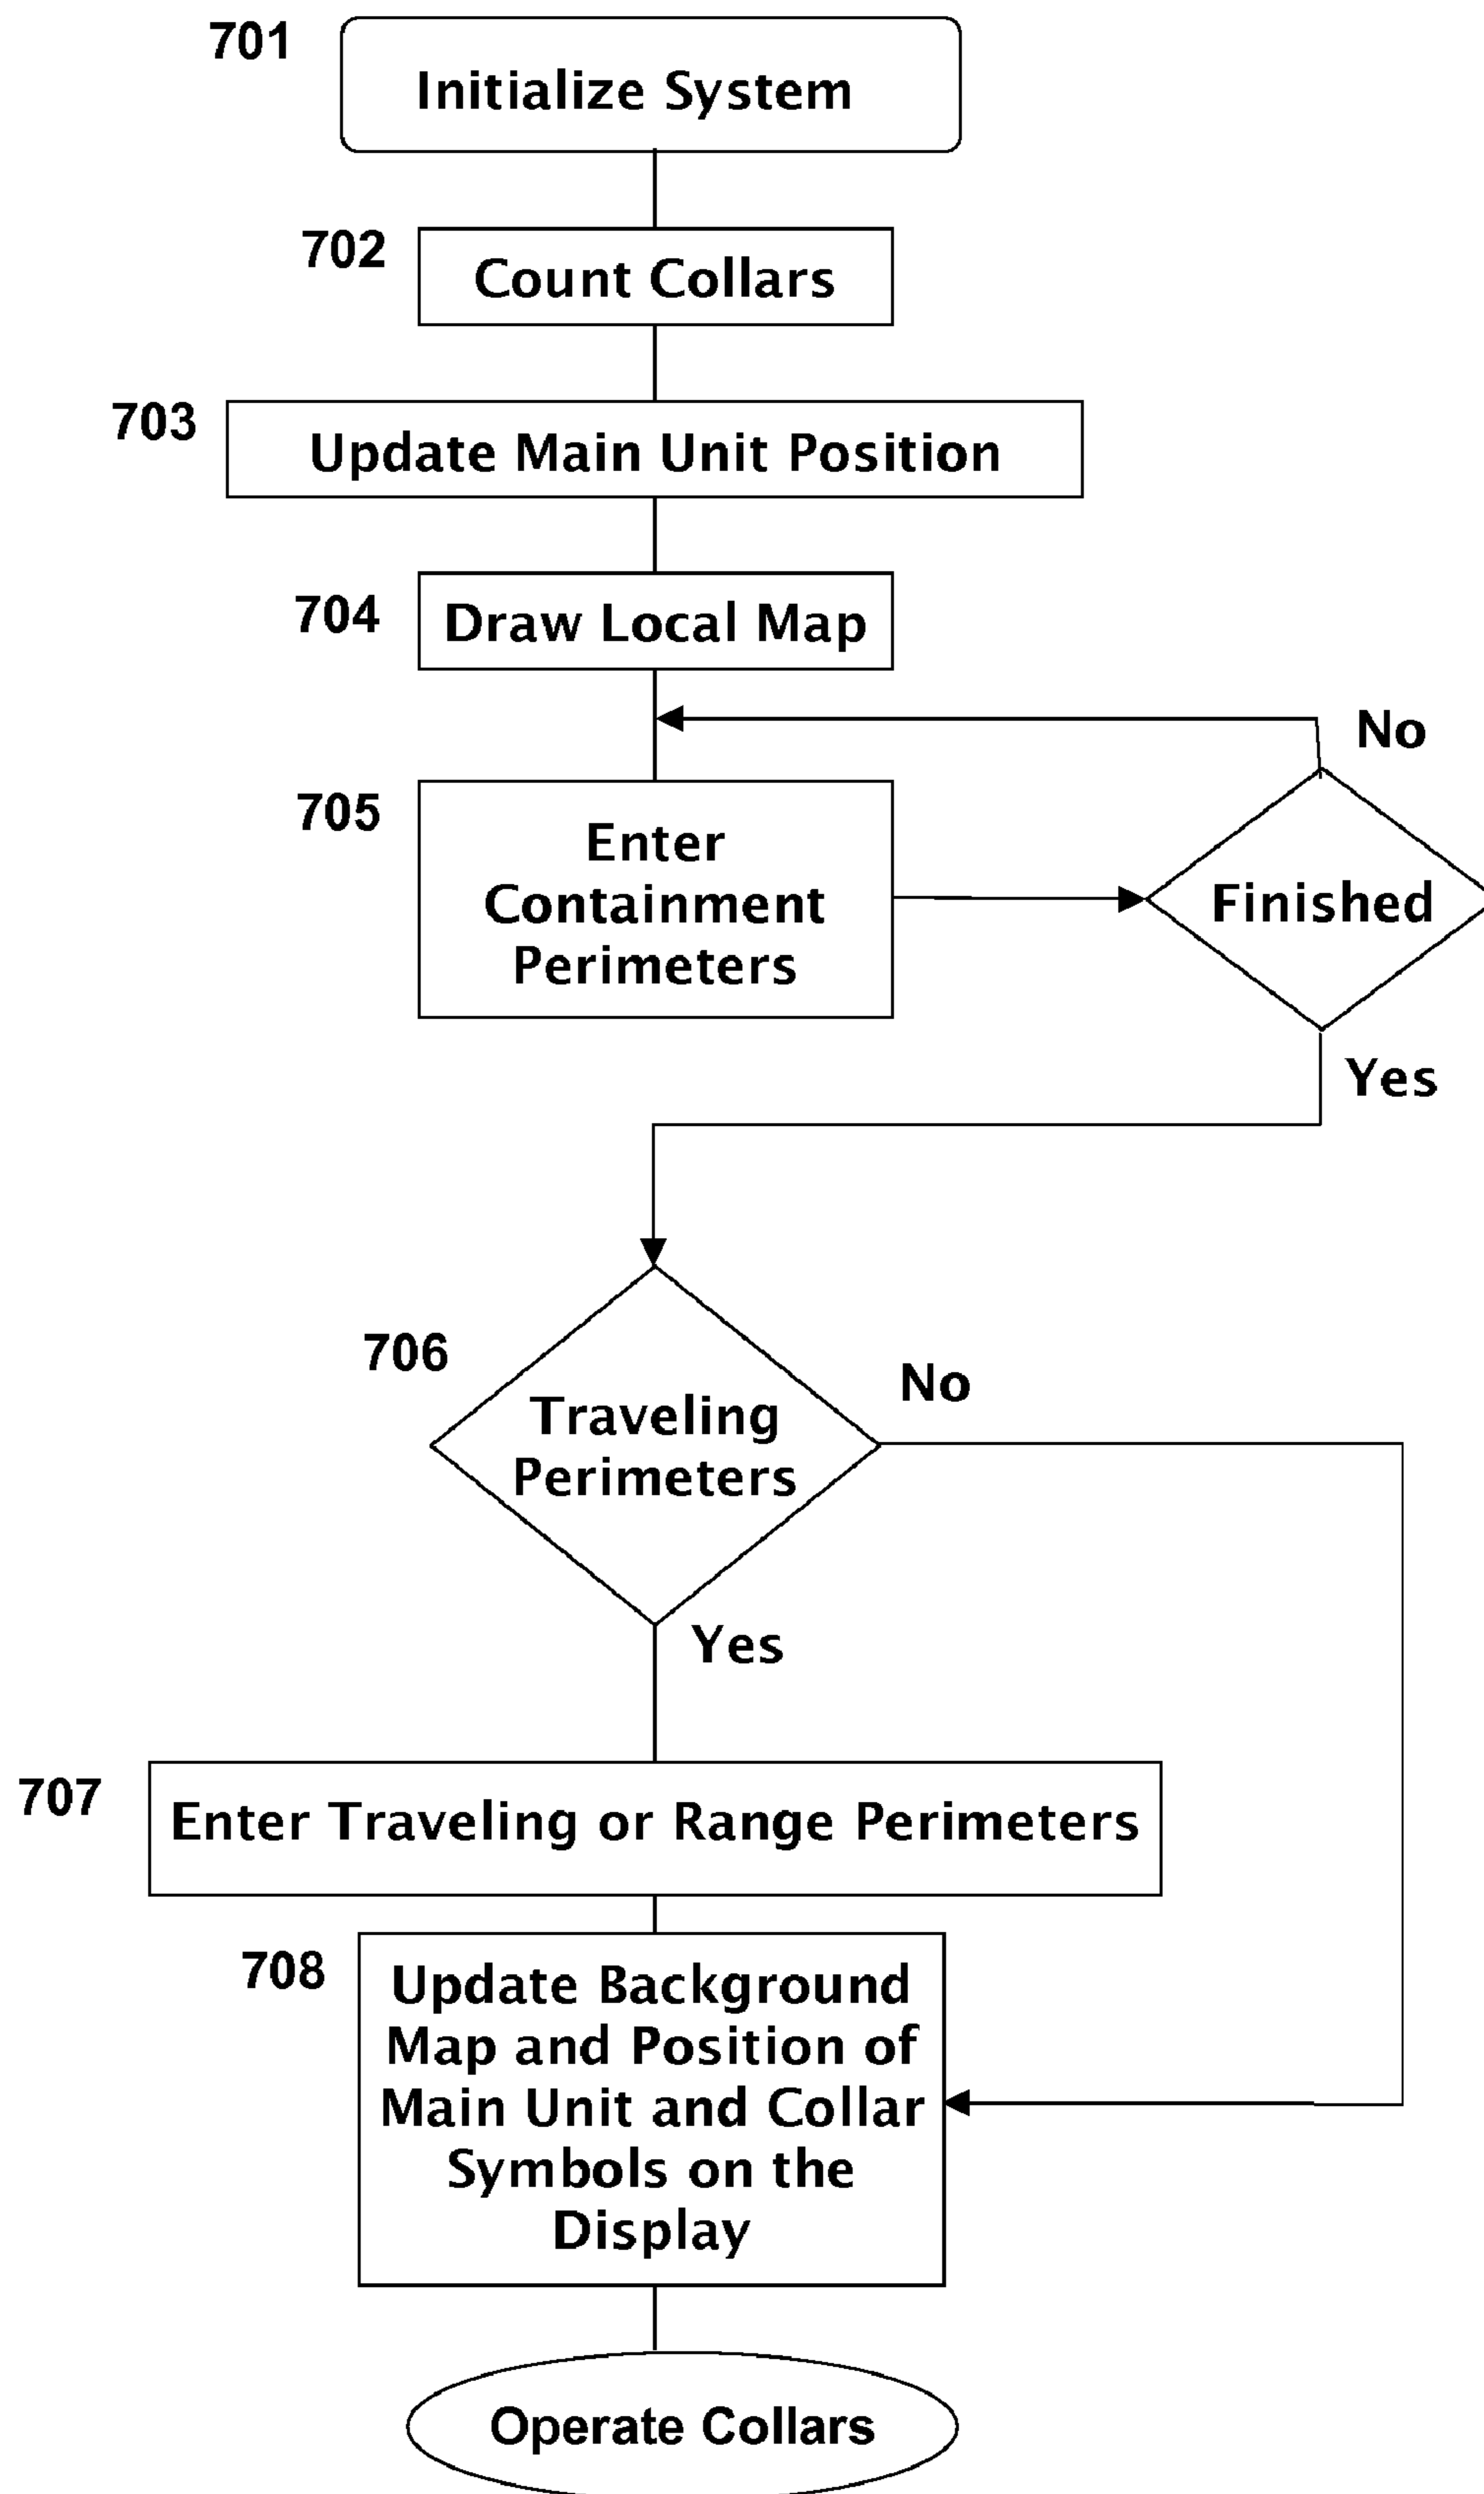 701
Initialize System
702
Count Collars
703
Update Main Unit Position
704
Draw Local Map
No
705
Enter
Containment
Perimeters
Finished
Yes
706
Traveling
Perimeters
No
Yes
707
Enter Traveling or Range Perimeters
708
Update Background
Map and Position of
Main Unit and Collar
Symbols on the
Display
Operate Collars